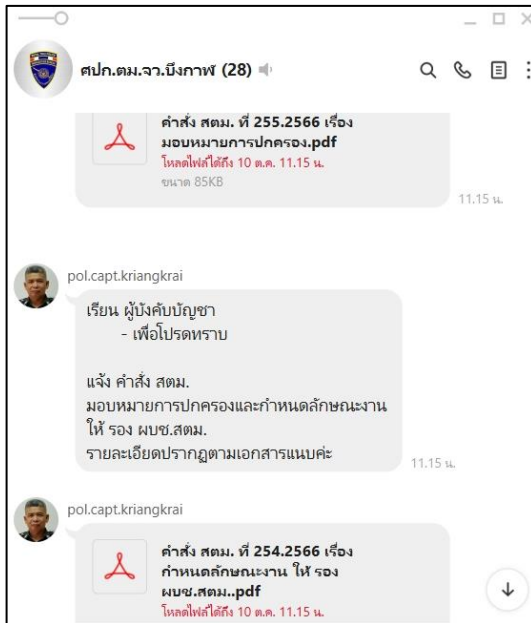 ศปก.ตม.จว.บึงกาฬ (28)
คำสั่ง สตม. ที่ 255.2566 เรื่อง
มอบหมายการปกครอง.pdf
โหลดไฟล์ได้ถึง 10 ต.ค. 11.15 น.
ขนาด 85KB
11.15 น.
pol.capt.kriangkrai
เรียน ผู้บังคับบัญชา
- เพื่อโปรดทราบ
แจ้ง คำสั่ง สตม.
มอบหมายการปกครองและกำหนดลักษณะงาน
ให้ รอง ผบช.สตม.
รายละเอียดปรากฏตามเอกสารแนบค่ะ
11.15 น.
pol.capt.kriangkrai
คำสั่ง สตม. ที่ 254.2566 เรื่อง
กำหนดลักษณะงาน ให้ รอง
ผบช.สตม..pdf
โหลดไฟล์ได้ถึง 10 ต.ค. 11.15 น.